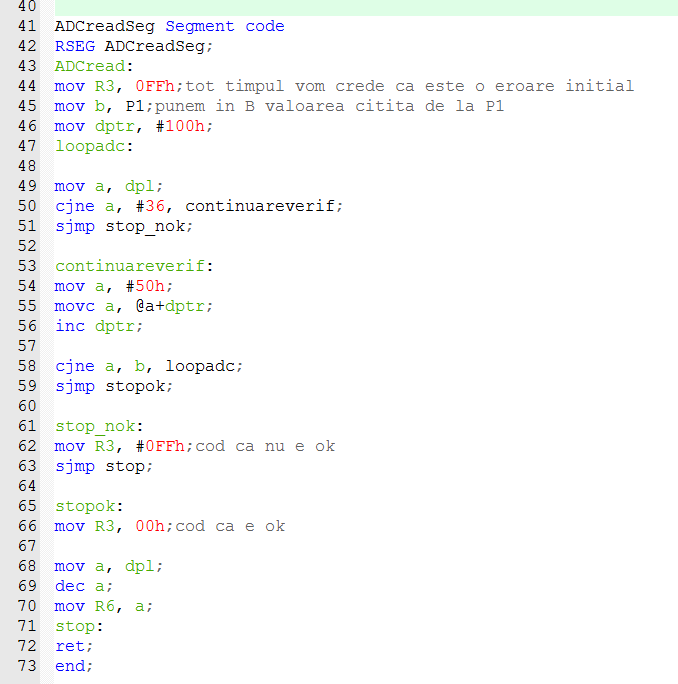 40
41 ADCreadSeg Segment code
42 RSEG ADCreadSeg;
43 ADCread:
44 mov R3, 0FFh;tot timpul vom crede ca este o eroare initial
45 mov b, P1;punem in B valoarea citita de la P1
46 mov dptr, #100h;
47 loopadc:
48
49 mov a, dpl;
50 cjne a, #36, continuareverif;
51 sjmp stop_nok;
52
53 continuareverif:
54 mov a, #50h;
55 movc a, @a+dptr;
56 inc dptr;
57
58 cjne a, b, loopadc;
59 sjmp stopok;
60
61 stop_nok:
62 mov R3, #0FFh;cod ca nu e ok
63 sjmp stop;
64
65 stopok:
66 mov R3, 00h;cod ca e ok
67
68 mov a, dpl;
69 dec a;
70 mov R6, a;
71 stop:
72 ret;
73 end;